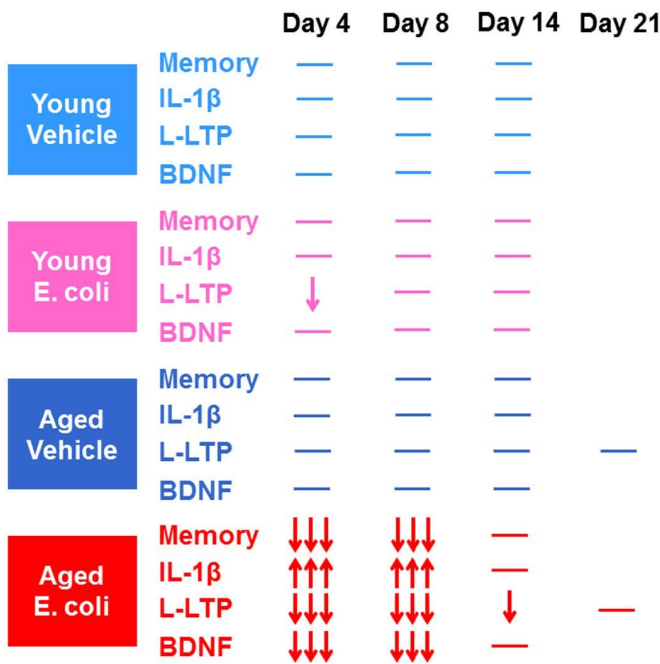 Day 4 Day 8 Day 14 Day 21
Young
Vehicle
Memory
IL-1β
L-LTP
BDNF
Young
E. coli
Memory
IL-1β
L-LTP
BDNF
Aged
Vehicle
Memory
IL-1β
L-LTP
BDNF
Aged
E. coli
Memory
IL-1β
L-LTP
BDNF